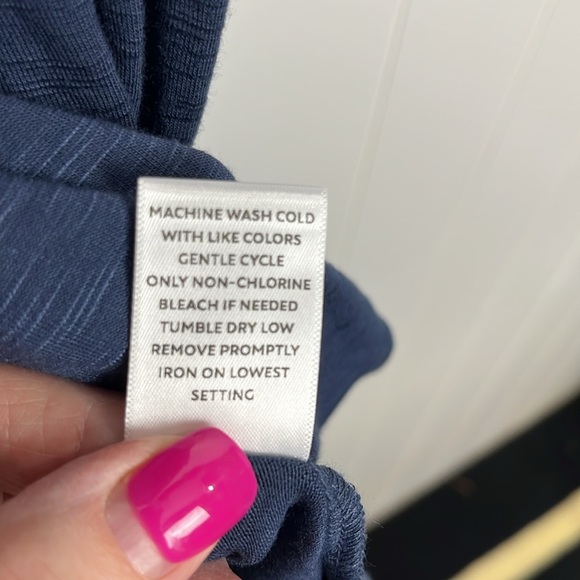 MACHINE WASH COLD
WITH LIKE COLORS
GENTLE CYCLE
ONLY NON-CHLORINE
BLEACH IF NEEDED
TUMBLE DRY LOW
REMOVE PROMPTLY
IRON ON LOWEST
SETTING